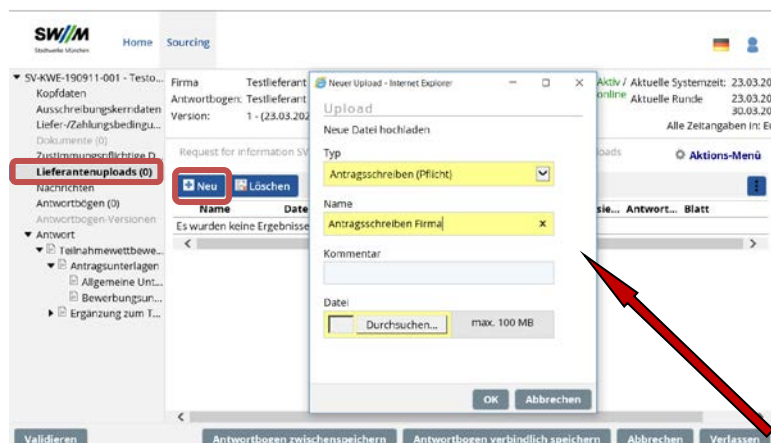 SW//M
Stadtwerke München
Home Sourcing
SV-KWE-190911-001 - Testo...
Kopfdaten
Ausschreibungskerndaten
Liefer-/Zahlungsbedingu...
Dokumente (0)
Zustimmungspflichtige D...
Lieferantenuploads (0)
Nachrichten
Antwortbögen (0)
Antwortbogen-Versionen
Antwort
Teilnahmewettbewe...
Antragsunterlagen
Allgemeine Unt...
Bewerbungsun...
Ergänzung zum T...
Firma Testlieferant
Antwortbogen: Testlieferant
Version: 1 - (23.03.202
Aktiv / online
Aktuelle Systemzeit: 23.03.20
Aktuelle Runde 23.03.20
30.03.20
Alle Zeitangaben in: E
Request for information SV
loads
Aktions-Menü
Neu Löschen
Name Date
sie... Antwort... Blatt
Es wurden keine Ergebnisse
Neuer Upload - Internet Explorer
Upload
Neue Datei hochladen
Typ
Antragsschreiben (Pflicht)
Name
Antragsschreiben Firma x
Kommentar
Datei
Durchsuchen... max. 100 MB
OK Abbrechen
Validieren Antwortbogen zwischenspeichern Antwortbogen verbindlich speichern Abbrechen Verlassen